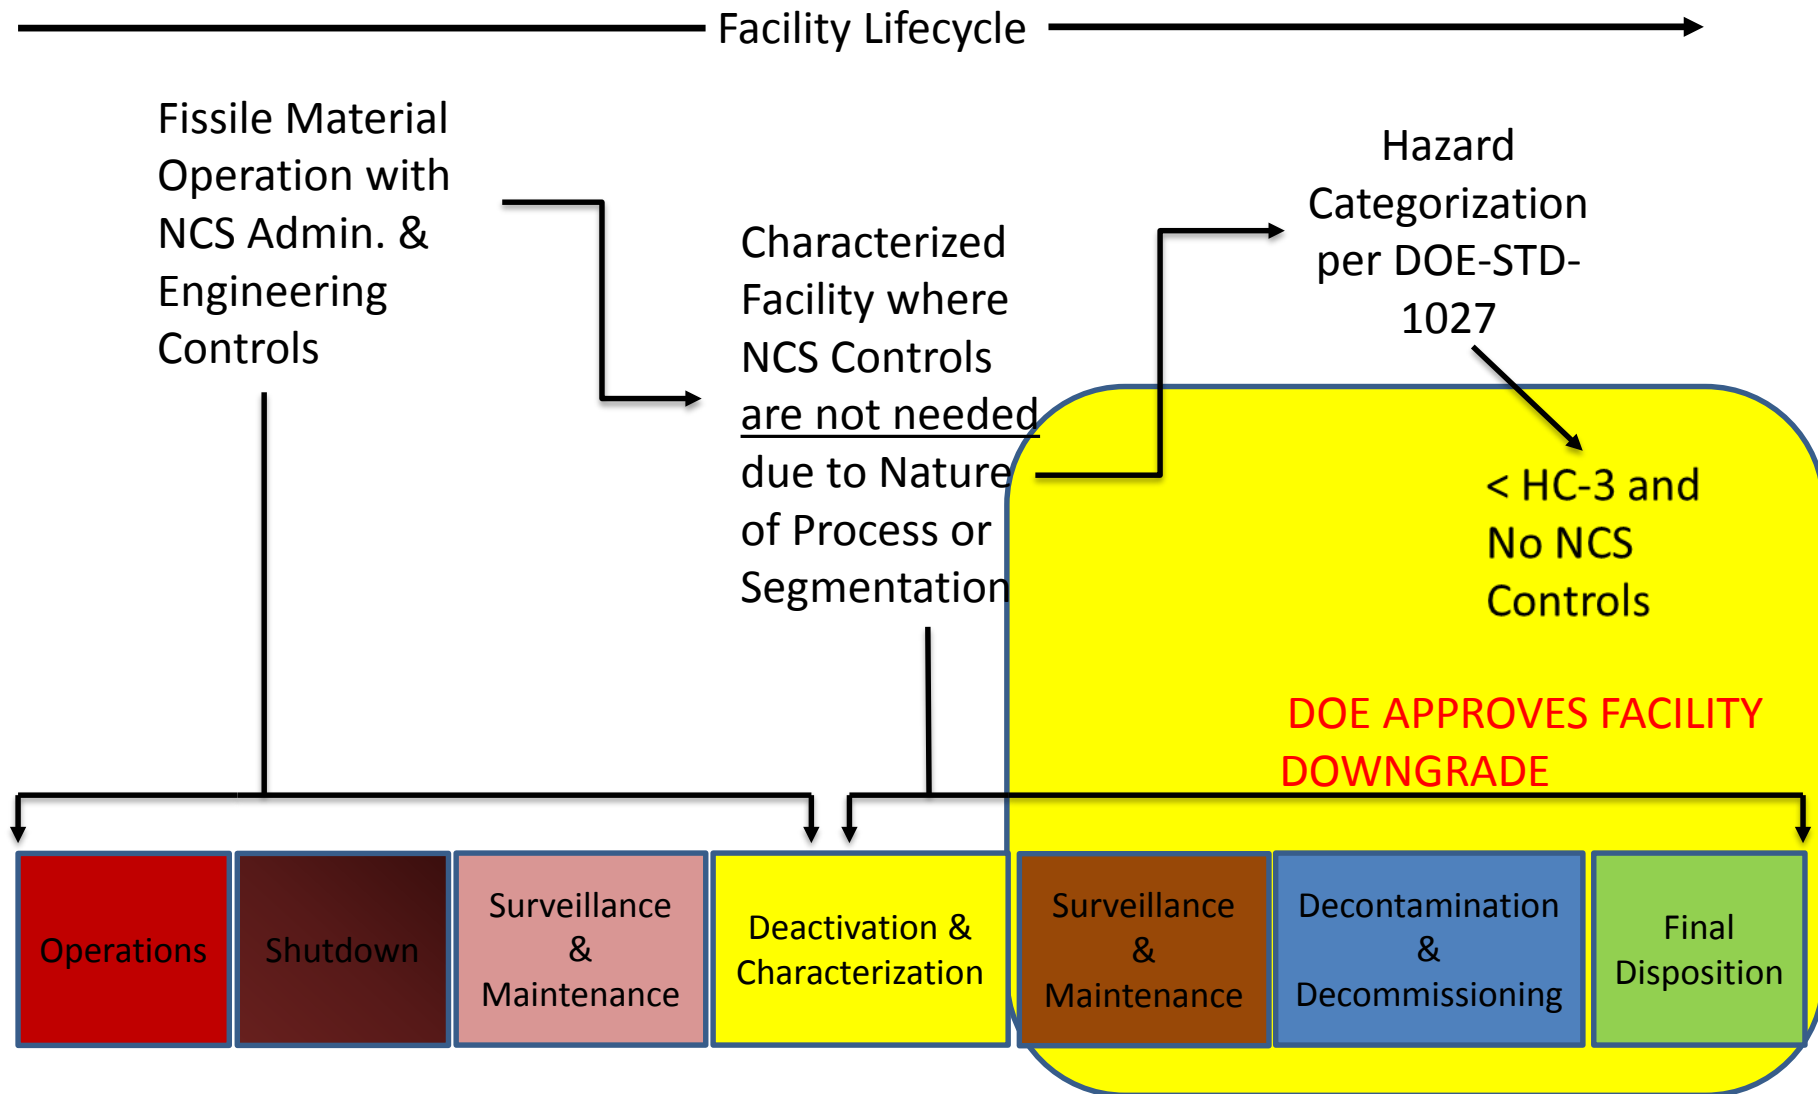 Facility Lifecycle
Fissile Material
Operation with
NCS Admin. &
Engineering
Controls
Characterized
Facility where
NCS Controls
are not needed
due to Nature
of Process or
Segmentation
Hazard
Categorization
per DOE-STD-
1027
< HC-3 and
No NCS
Controls
DOE APPROVES FACILITY
DOWNGRADE
Operations
Shutdown
Surveillance
&
Maintenance
Deactivation &
Characterization
Surveillance
&
Maintenance
Decontamination
&
Decommissioning
Final
Disposition